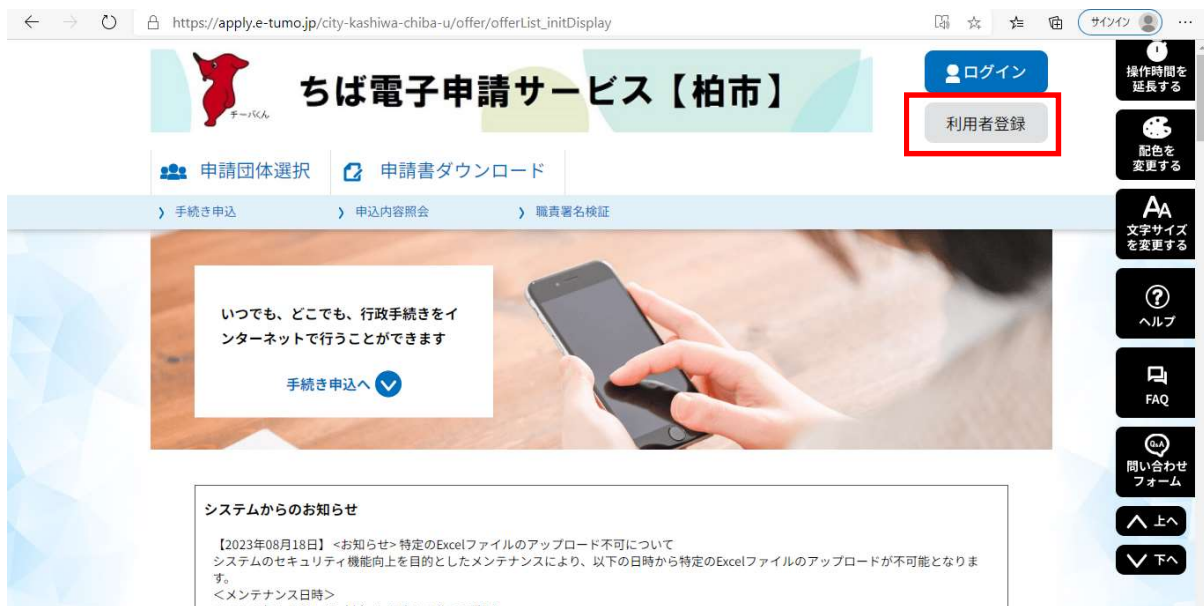 https://apply.e-tumo.jp/city-kashiwa-chiba-u/offer/offerList_initDisplay
サインイン
チーバくん
ちば電子申請サービス【柏市】
ログイン
利用者登録
申請団体選択
申請書ダウンロード
手続き申込
申込内容照会
職責署名検証
いつでも、どこでも、行政手続きをイ
ンターネットで行うことができます
手続き申込へ
操作時間を
延長する
配色を
変更する
AA
文字サイズ
を変更する
?
ヘルプ
FAQ
Q&A
問い合わせ
フォーム
上へ
下へ
システムからのお知らせ
【2023年08月18日】 <お知らせ> 特定のExcelファイルのアップロード不可について
システムのセキュリティ機能向上を目的としたメンテナンスにより、以下の日時から特定のExcelファイルのアップロードが不可能となりま
す。
<メンテナンス日時>